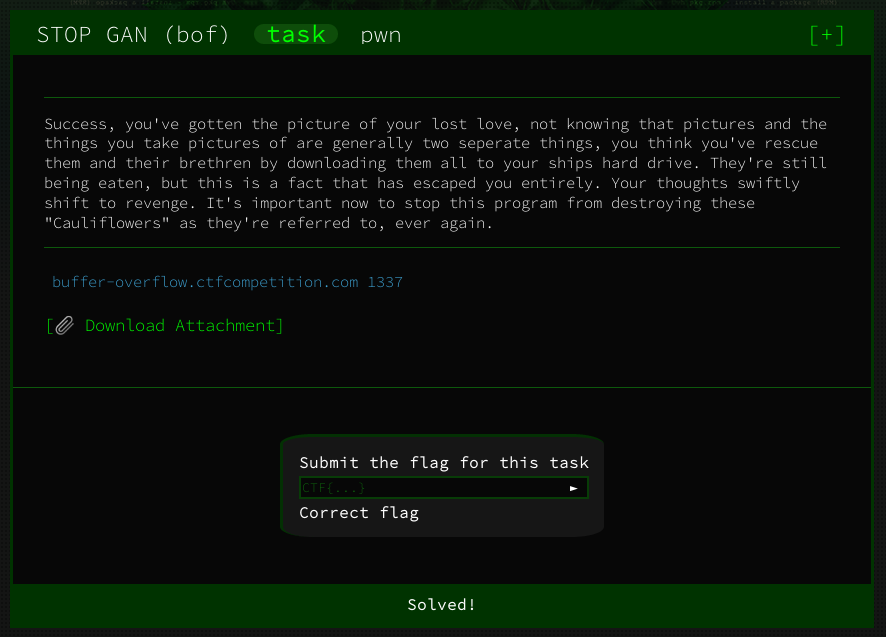 STOP GAN (bof) task pwn [+]
Success, you've gotten the picture of your lost love, not knowing that pictures and the
things you take pictures of are generally two seperate things, you think you've rescue
them and their brethren by downloading them all to your ships hard drive. They're still
being eaten, but this is a fact that has escaped you entirely. Your thoughts swiftly
shift to revenge. It's important now to stop this program from destroying these
"Cauliflowers" as they're referred to, ever again.
buffer-overflow.ctfcompetition.com 1337
[ Download Attachment]
Submit the flag for this task
CTF{...} ►
Correct flag
Solved!